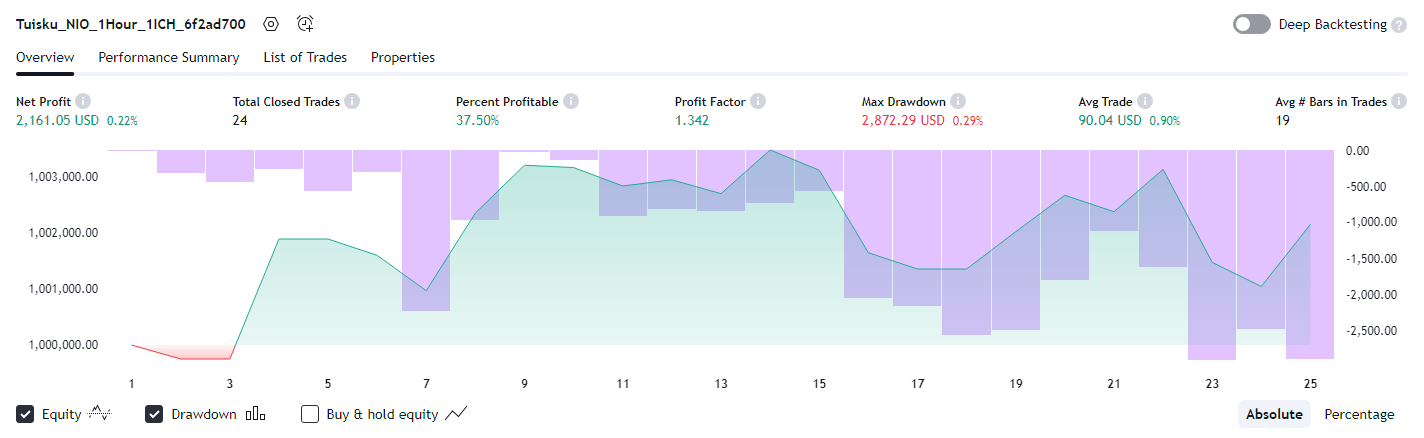 Tuisku_NIO_1Hour_1ICH_6f2ad700 Deep Backtesting ?
Overview Performance Summary List of Trades Properties
Net Profit Total Closed Trades Percent Profitable Profit Factor Max Drawdown Avg Trade Avg # Bars in Trades
2,161.05 USD 0.22% 24 37.50% 1.342 2,872.29 USD 0.29% 90.04 USD 0.90% 19
0.00
1,003,000.00 -500.00
1,002,000.00 -1,000.00
1,001,000.00 -1,500.00
-2,000.00
1,000,000.00 -2,500.00
1 3 5 7 9 11 13 15 17 19 21 23 25
Equity Drawdown Buy & hold equity Absolute Percentage